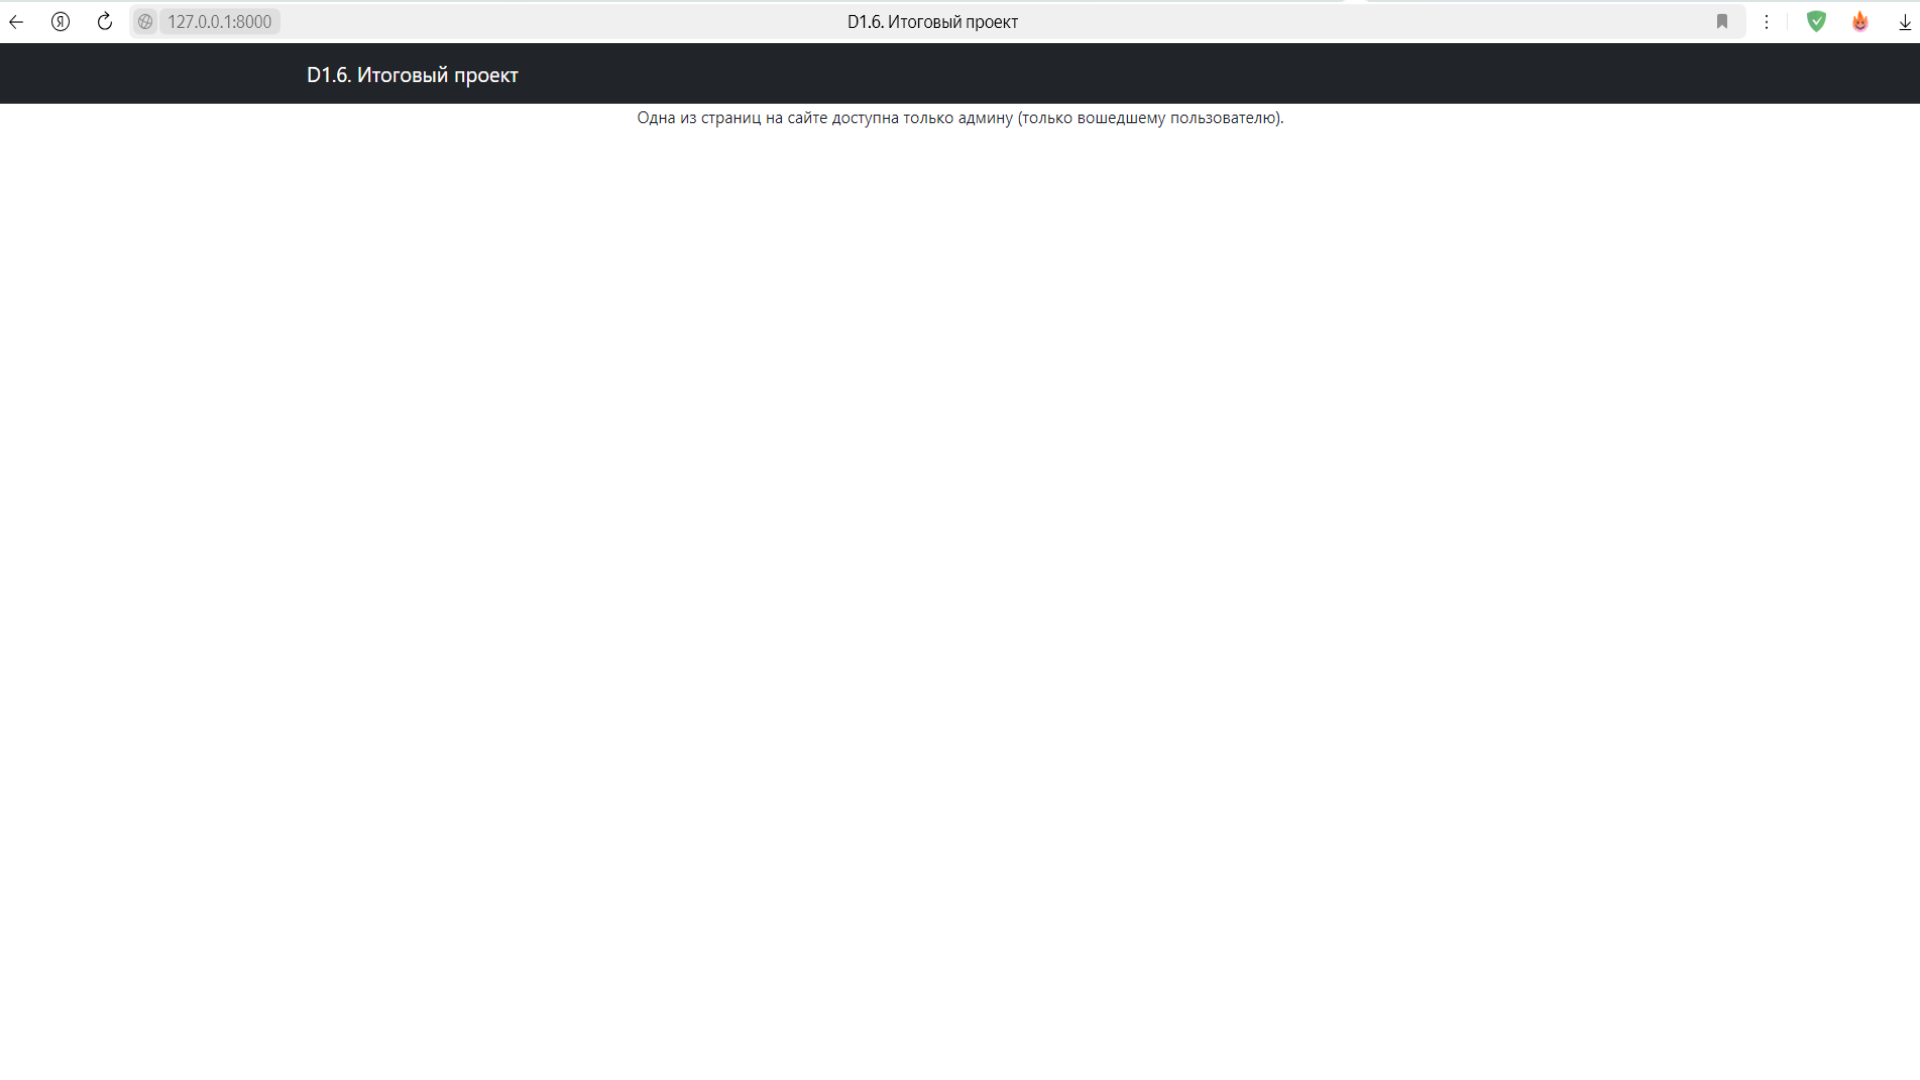 Я
127.0.0.1:8000
D1.6. Итоговый проект
D1.6. Итоговый проект
Одна из страниц на сайте доступна только админу (только вошедшему пользователю).